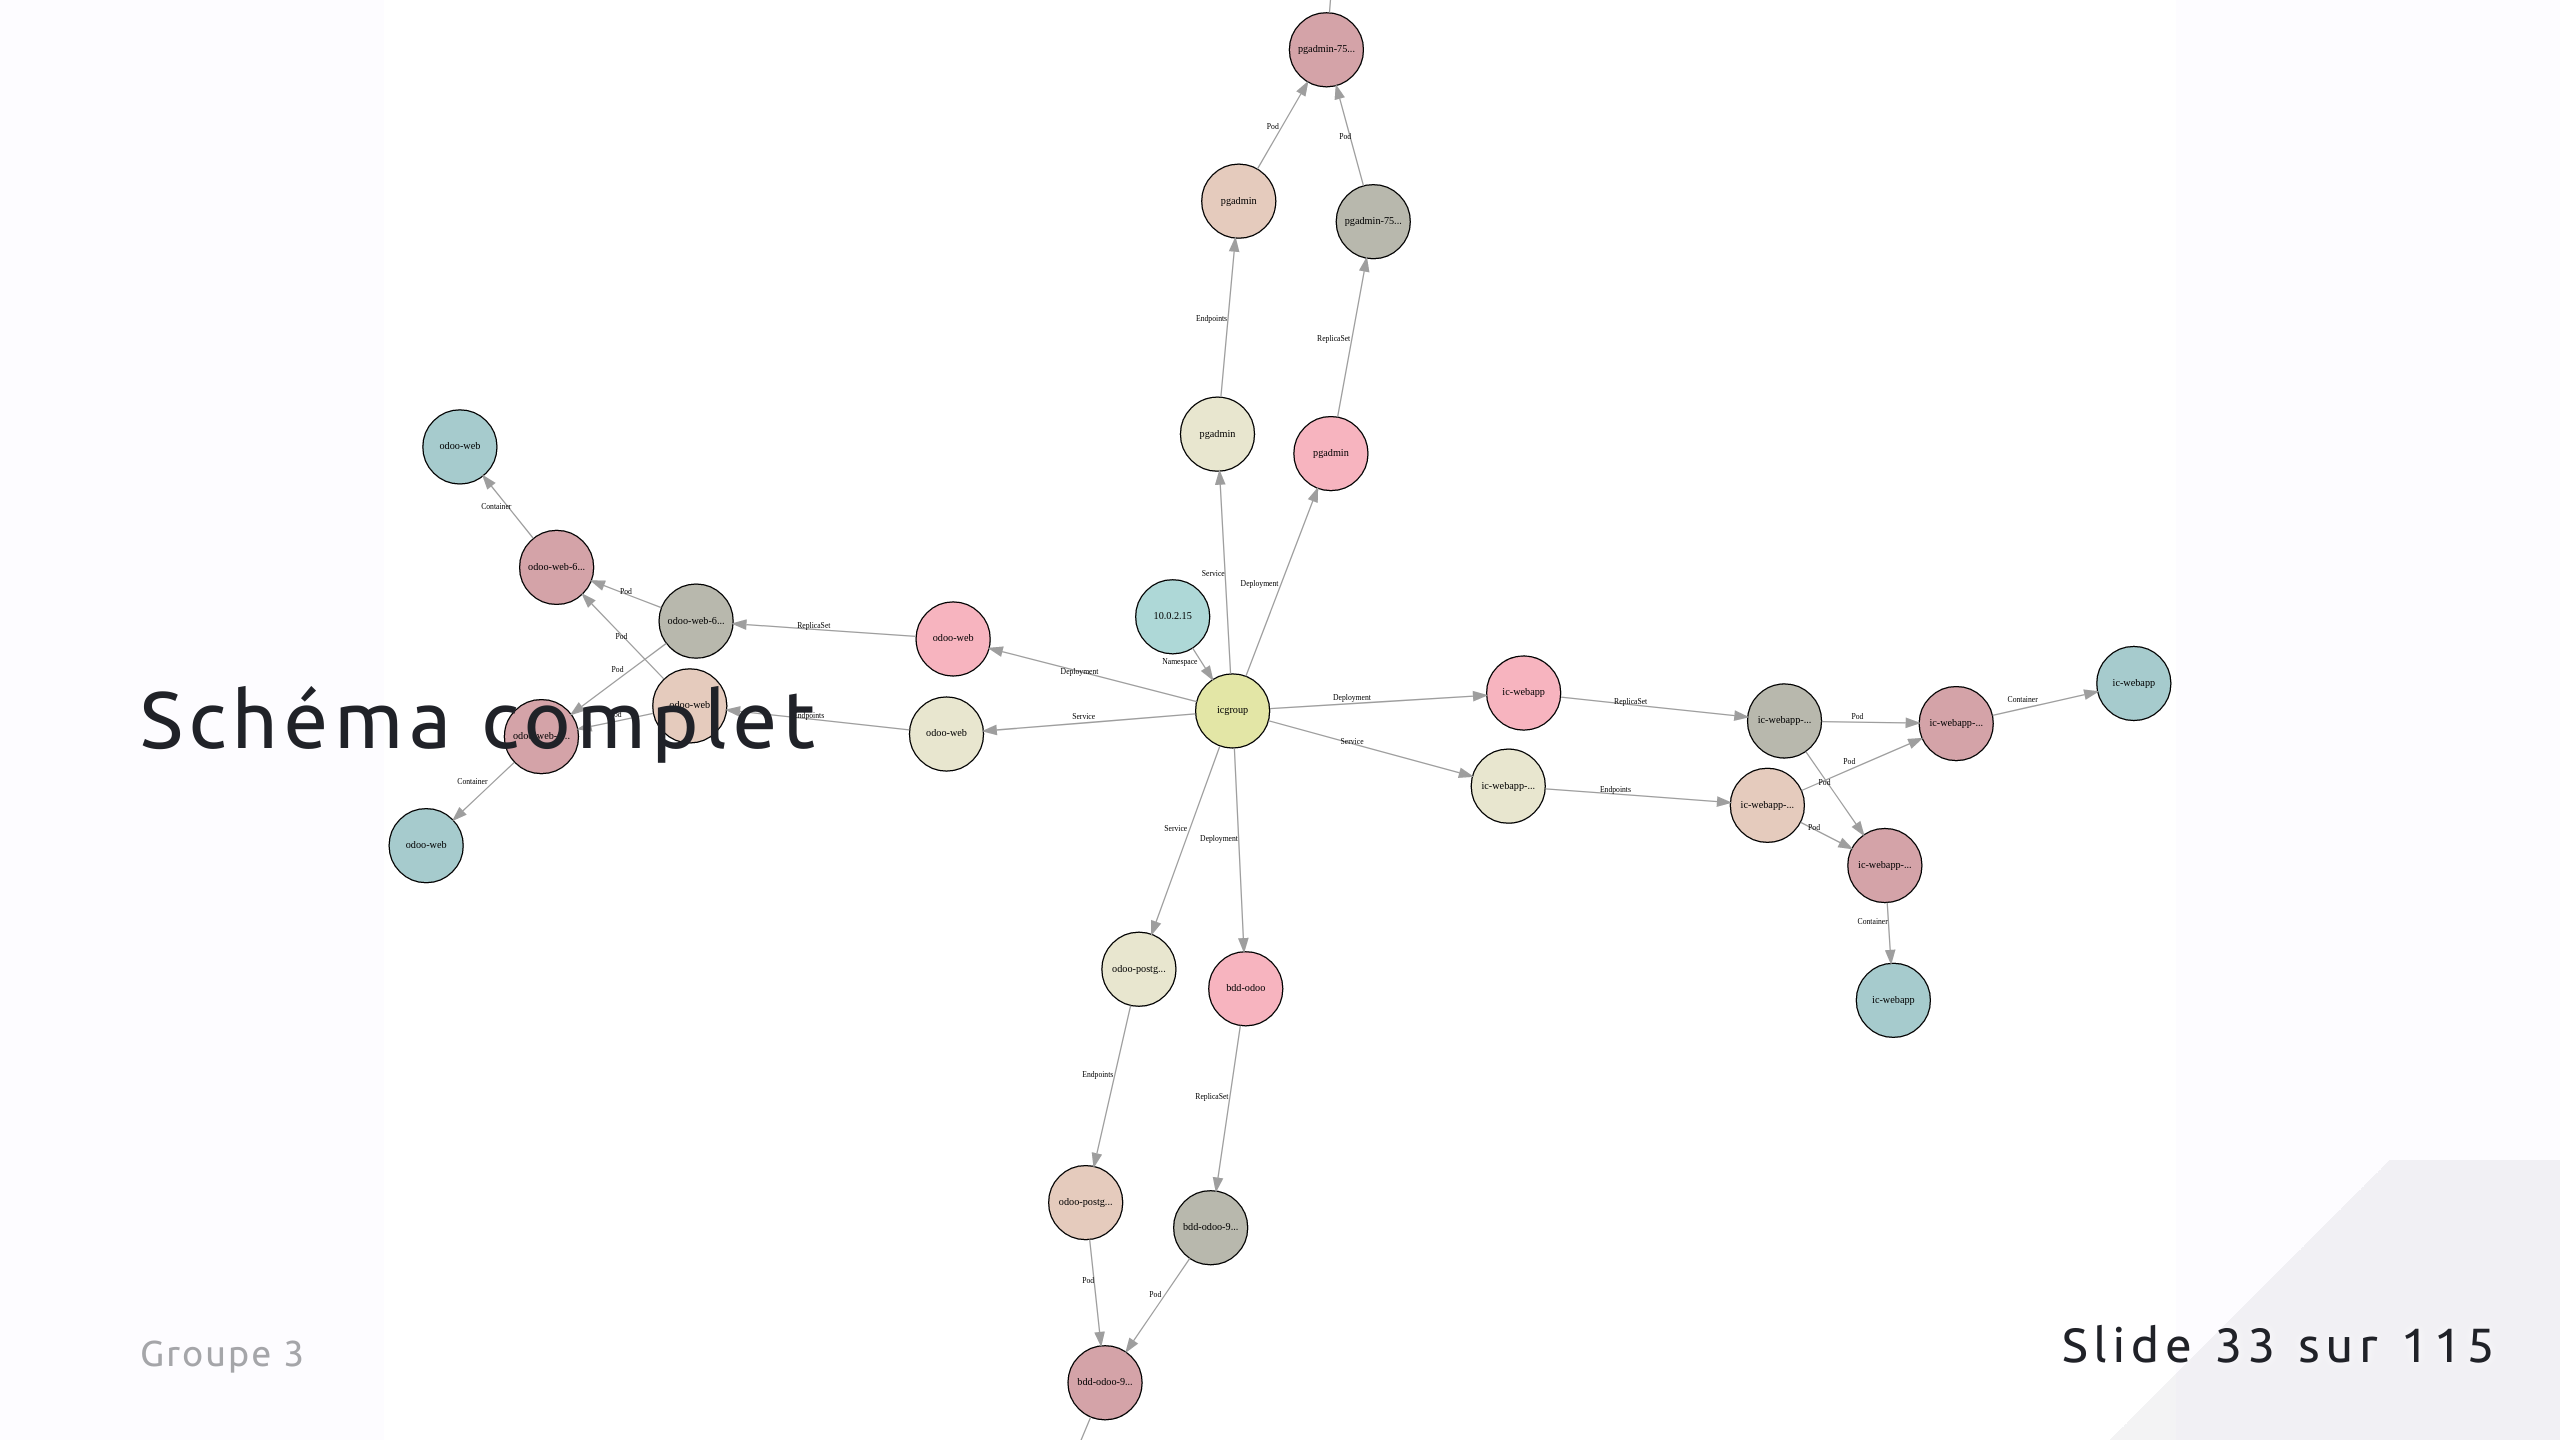 pgadmin-75...
Pod
Pod
pgadmin
pgadmin-75...
Endpoints
ReplicaSet
pgadmin
pgadmin
odoo-web
Container
odoo-web-6...
Service
Deployment
Pod
10.0.2.15
odoo-web-6...
ReplicaSet
odoo-web
Pod
Namespace
Pod
Deployment
ic-webapp
Container
Deployment
ic-webapp
ReplicaSet
odoo-web
Endpoints
Service
icgroup
Pod
ic-webapp-...
ic-webapp-...
Schéma complet
odoo-web
Service
Pod
Container
Pod
ic-webapp-...
Endpoints
ic-webapp-...
Pod
Service
Deployment
odoo-web
ic-webapp-...
Container
odoo-postg...
bdd-odoo
ic-webapp
Endpoints
ReplicaSet
odoo-postg...
bdd-odoo-9...
Pod
Pod
bdd-odoo-9...
Groupe 3
Slide 33 sur 115